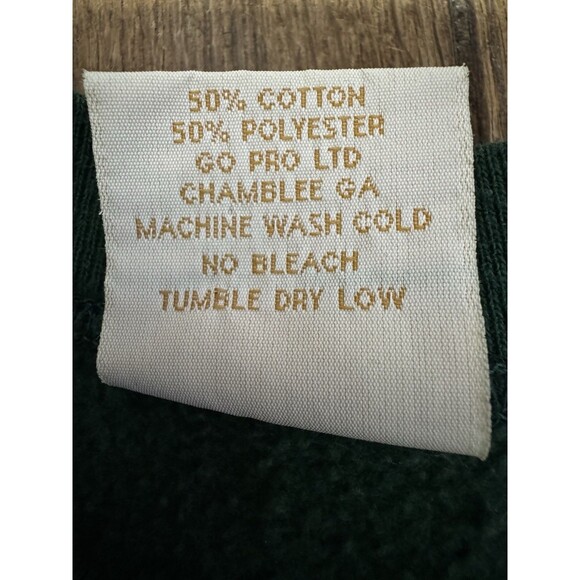 50% COTTON
50% POLYESTER
GO PRO LTD
CHAMBLEE GA
MACHINE WASH COLD
NO BLEACH
TUMBLE DRY LOW